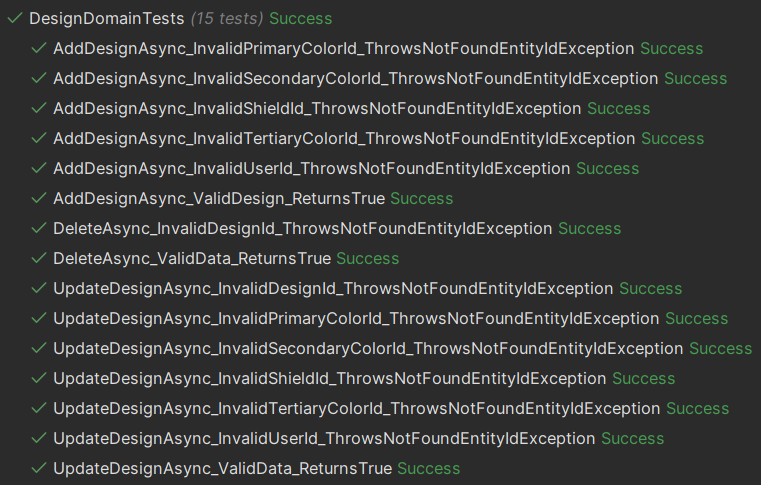 DesignDomainTests (15 tests) Success
AddDesignAsync_InvalidPrimaryColorId_ThrowsNotFoundEntityIdException Success
AddDesignAsync_InvalidSecondaryColorId_ThrowsNotFoundEntityIdException Success
AddDesignAsync_InvalidShieldId_ThrowsNotFoundEntityIdException Success
AddDesignAsync_InvalidTertiaryColorId_ThrowsNotFoundEntityIdException Success
AddDesignAsync_InvalidUserId_ThrowsNotFoundEntityIdException Success
AddDesignAsync_ValidDesign_ReturnsTrue Success
DeleteAsync_InvalidDesignId_ThrowsNotFoundEntityIdException Success
DeleteAsync_ValidData_ReturnsTrue Success
UpdateDesignAsync_InvalidDesignId_ThrowsNotFoundEntityIdException Success
UpdateDesignAsync_InvalidPrimaryColorId_ThrowsNotFoundEntityIdException Success
UpdateDesignAsync_InvalidSecondaryColorId_ThrowsNotFoundEntityIdException Success
UpdateDesignAsync_InvalidShieldId_ThrowsNotFoundEntityIdException Success
UpdateDesignAsync_InvalidTertiaryColorId_ThrowsNotFoundEntityIdException Success
UpdateDesignAsync_InvalidUserId_ThrowsNotFoundEntityIdException Success
UpdateDesignAsync_ValidData_ReturnsTrue Success